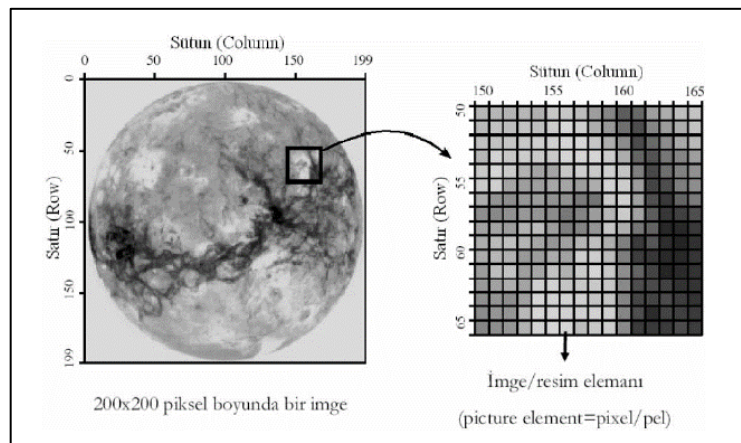 Sütun (Column)
0 50 100 150 199
Satır (Row)
0
50
100
150
199
200x200 piksel boyunda bir imge
Sütun (Column)
150 155 160 165
Satır (Row)
50
55
60
65
İmge/resim elemanı
(picture element=pixel/pel)